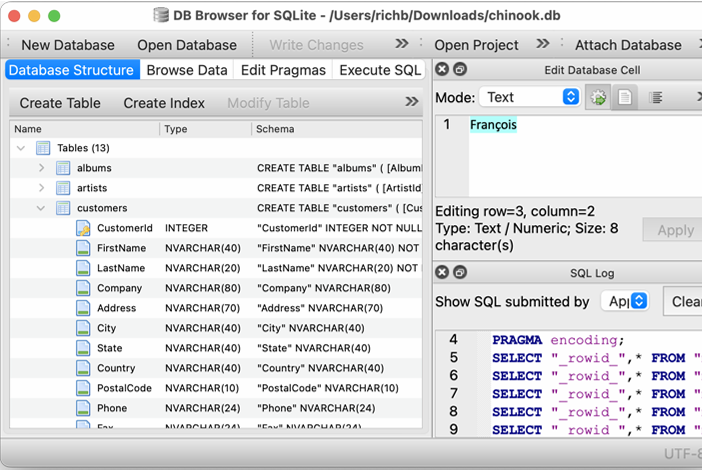 DB Browser for SQLite - /Users/richb/Downloads/chinook.db
New Database Open Database Write Changes Open Project Attach Database
Database Structure Browse Data Edit Pragmas Execute SQL
Create Table Create Index Modify Table
Name Type Schema
Tables (13)
albums CREATE TABLE "albums" ( [Album
artists CREATE TABLE "artists" ( [ArtistId]
customers CREATE TABLE "customers" ( [Cus
CustomerId INTEGER "CustomerId" INTEGER NOT NULL
FirstName NVARCHAR(40) "FirstName" NVARCHAR(40) NOT
LastName NVARCHAR(20) "LastName" NVARCHAR(20) NOT
Company NVARCHAR(80) "Company" NVARCHAR(80)
Address NVARCHAR(70) "Address" NVARCHAR(70)
City NVARCHAR(40) "City" NVARCHAR(40)
State NVARCHAR(40) "State" NVARCHAR(40)
Country NVARCHAR(40) "Country" NVARCHAR(40)
PostalCode NVARCHAR(10) "PostalCode" NVARCHAR(10)
Phone NVARCHAR(24) "Phone" NVARCHAR(24)
Fax NVARCHAR(24) "Fax" NVARCHAR(24)
Edit Database Cell
Mode: Text
1 François
Editing row=3, column=2
Type: Text / Numeric; Size: 8
character(s)
Apply
SQL Log
Show SQL submitted by App Clear
4 PRAGMA encoding;
5 SELECT "_rowid_",* FROM "
6 SELECT "_rowid_",* FROM "
7 SELECT "_rowid_",* FROM "
8 SELECT "_rowid_",* FROM "
9 SELECT "_rowid_",* FROM "
UTF-8